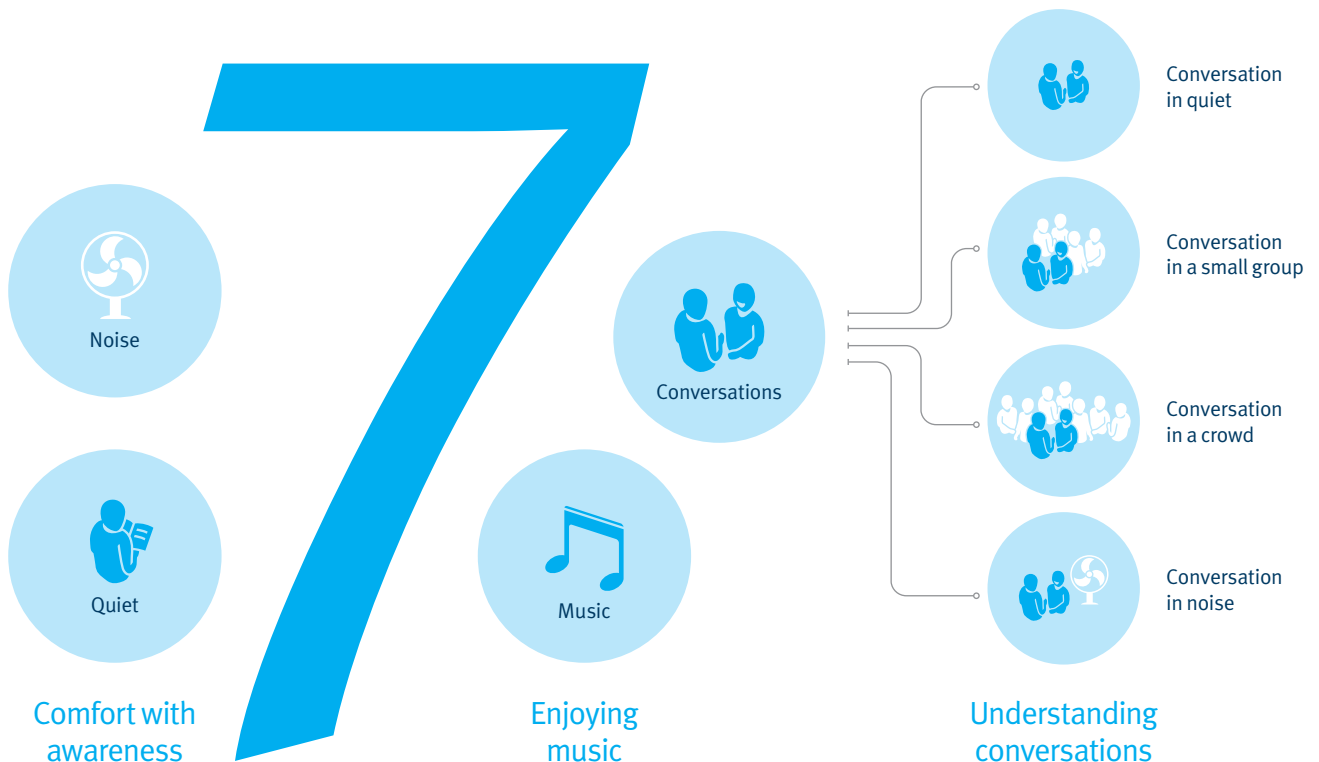 7
Noise
Quiet
Comfort with
awareness
Music
Enjoying
music
Conversations
Conversation
in quiet
Conversation
in a small group
Conversation
in a crowd
Conversation
in noise
Understanding
conversations